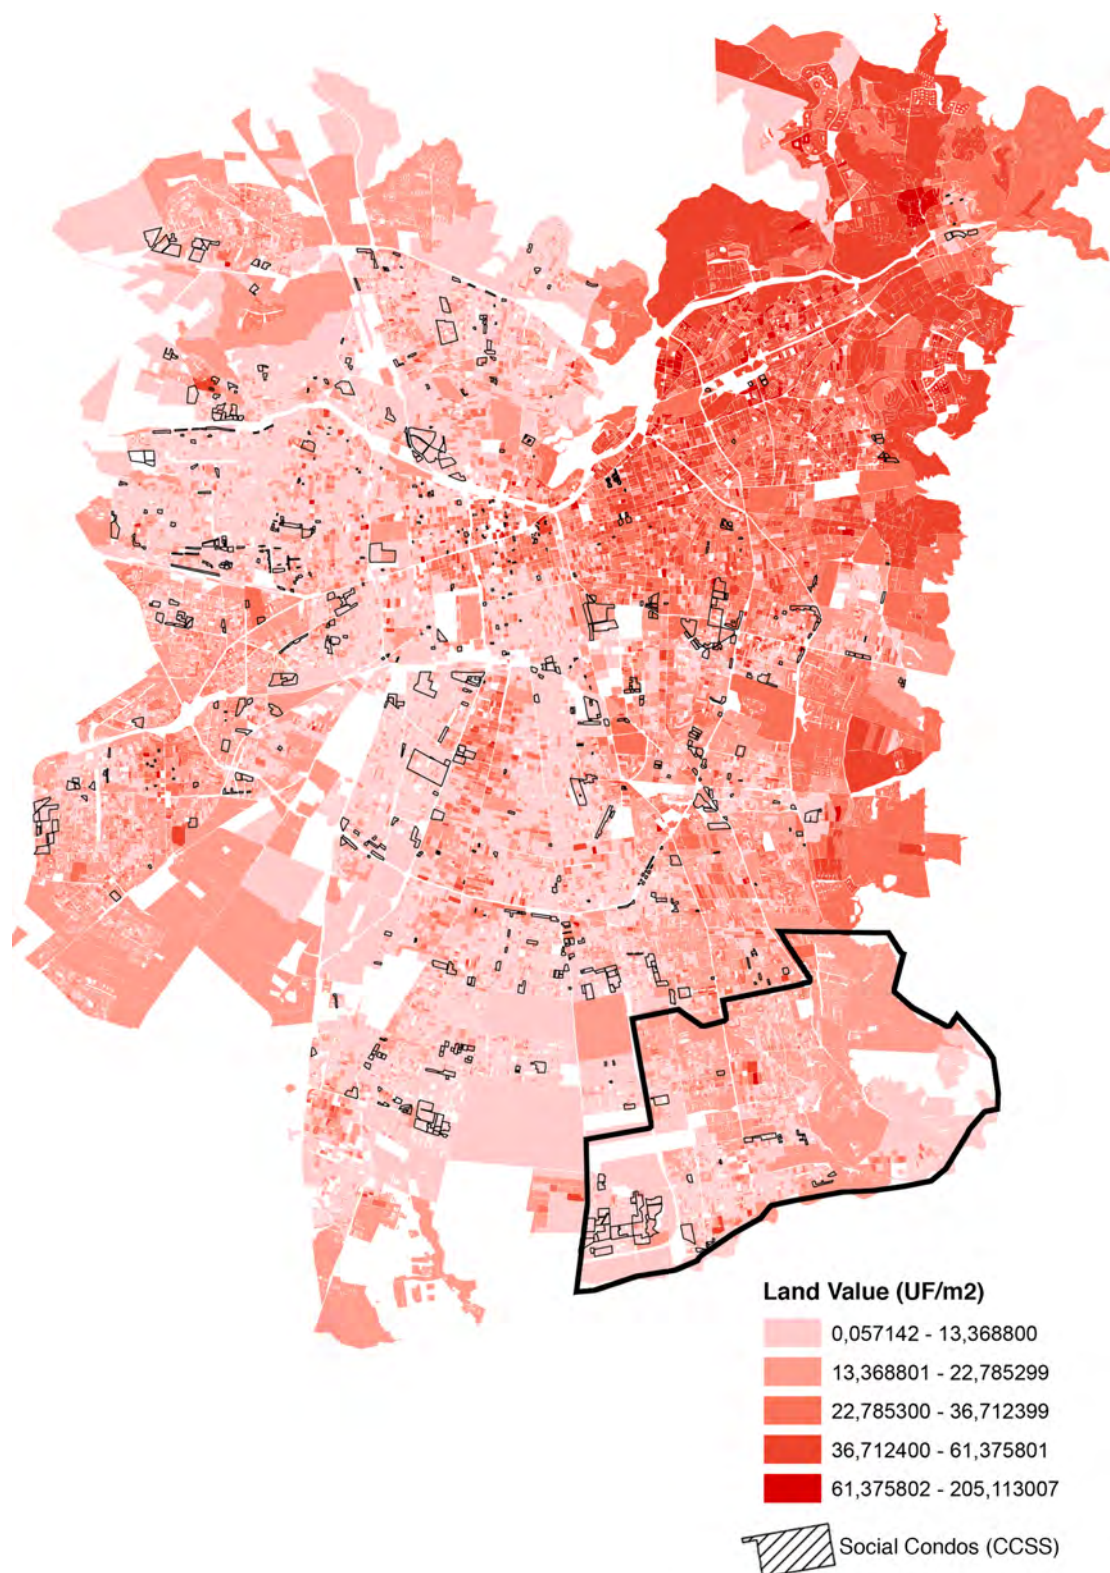 Land Value (UF/m2)
0,057142 - 13,368800
13,368801 - 22,785299
22,785300 - 36,712399
36,712400 - 61,375801
61,375802 - 205,113007
Social Condos (CCSS)